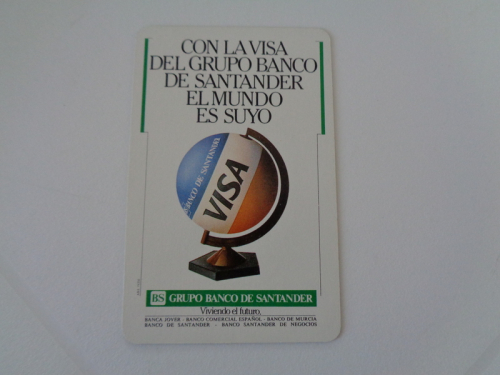 CON LA VISA
DEL GRUPO BANCO
DE SANTANDER
EL MUNDO
ES SUYO
BANCO DE SANTANDER
VISA
BS GRUPO BANCO DE SANTANDER
Viviendo el futuro.
BANCA JOVER - BANCO COMERCIAL ESPAÑOL - BANCO DE MURCIA
BANCO DE SANTANDER - BANCO SANTANDER DE NEGOCIOS